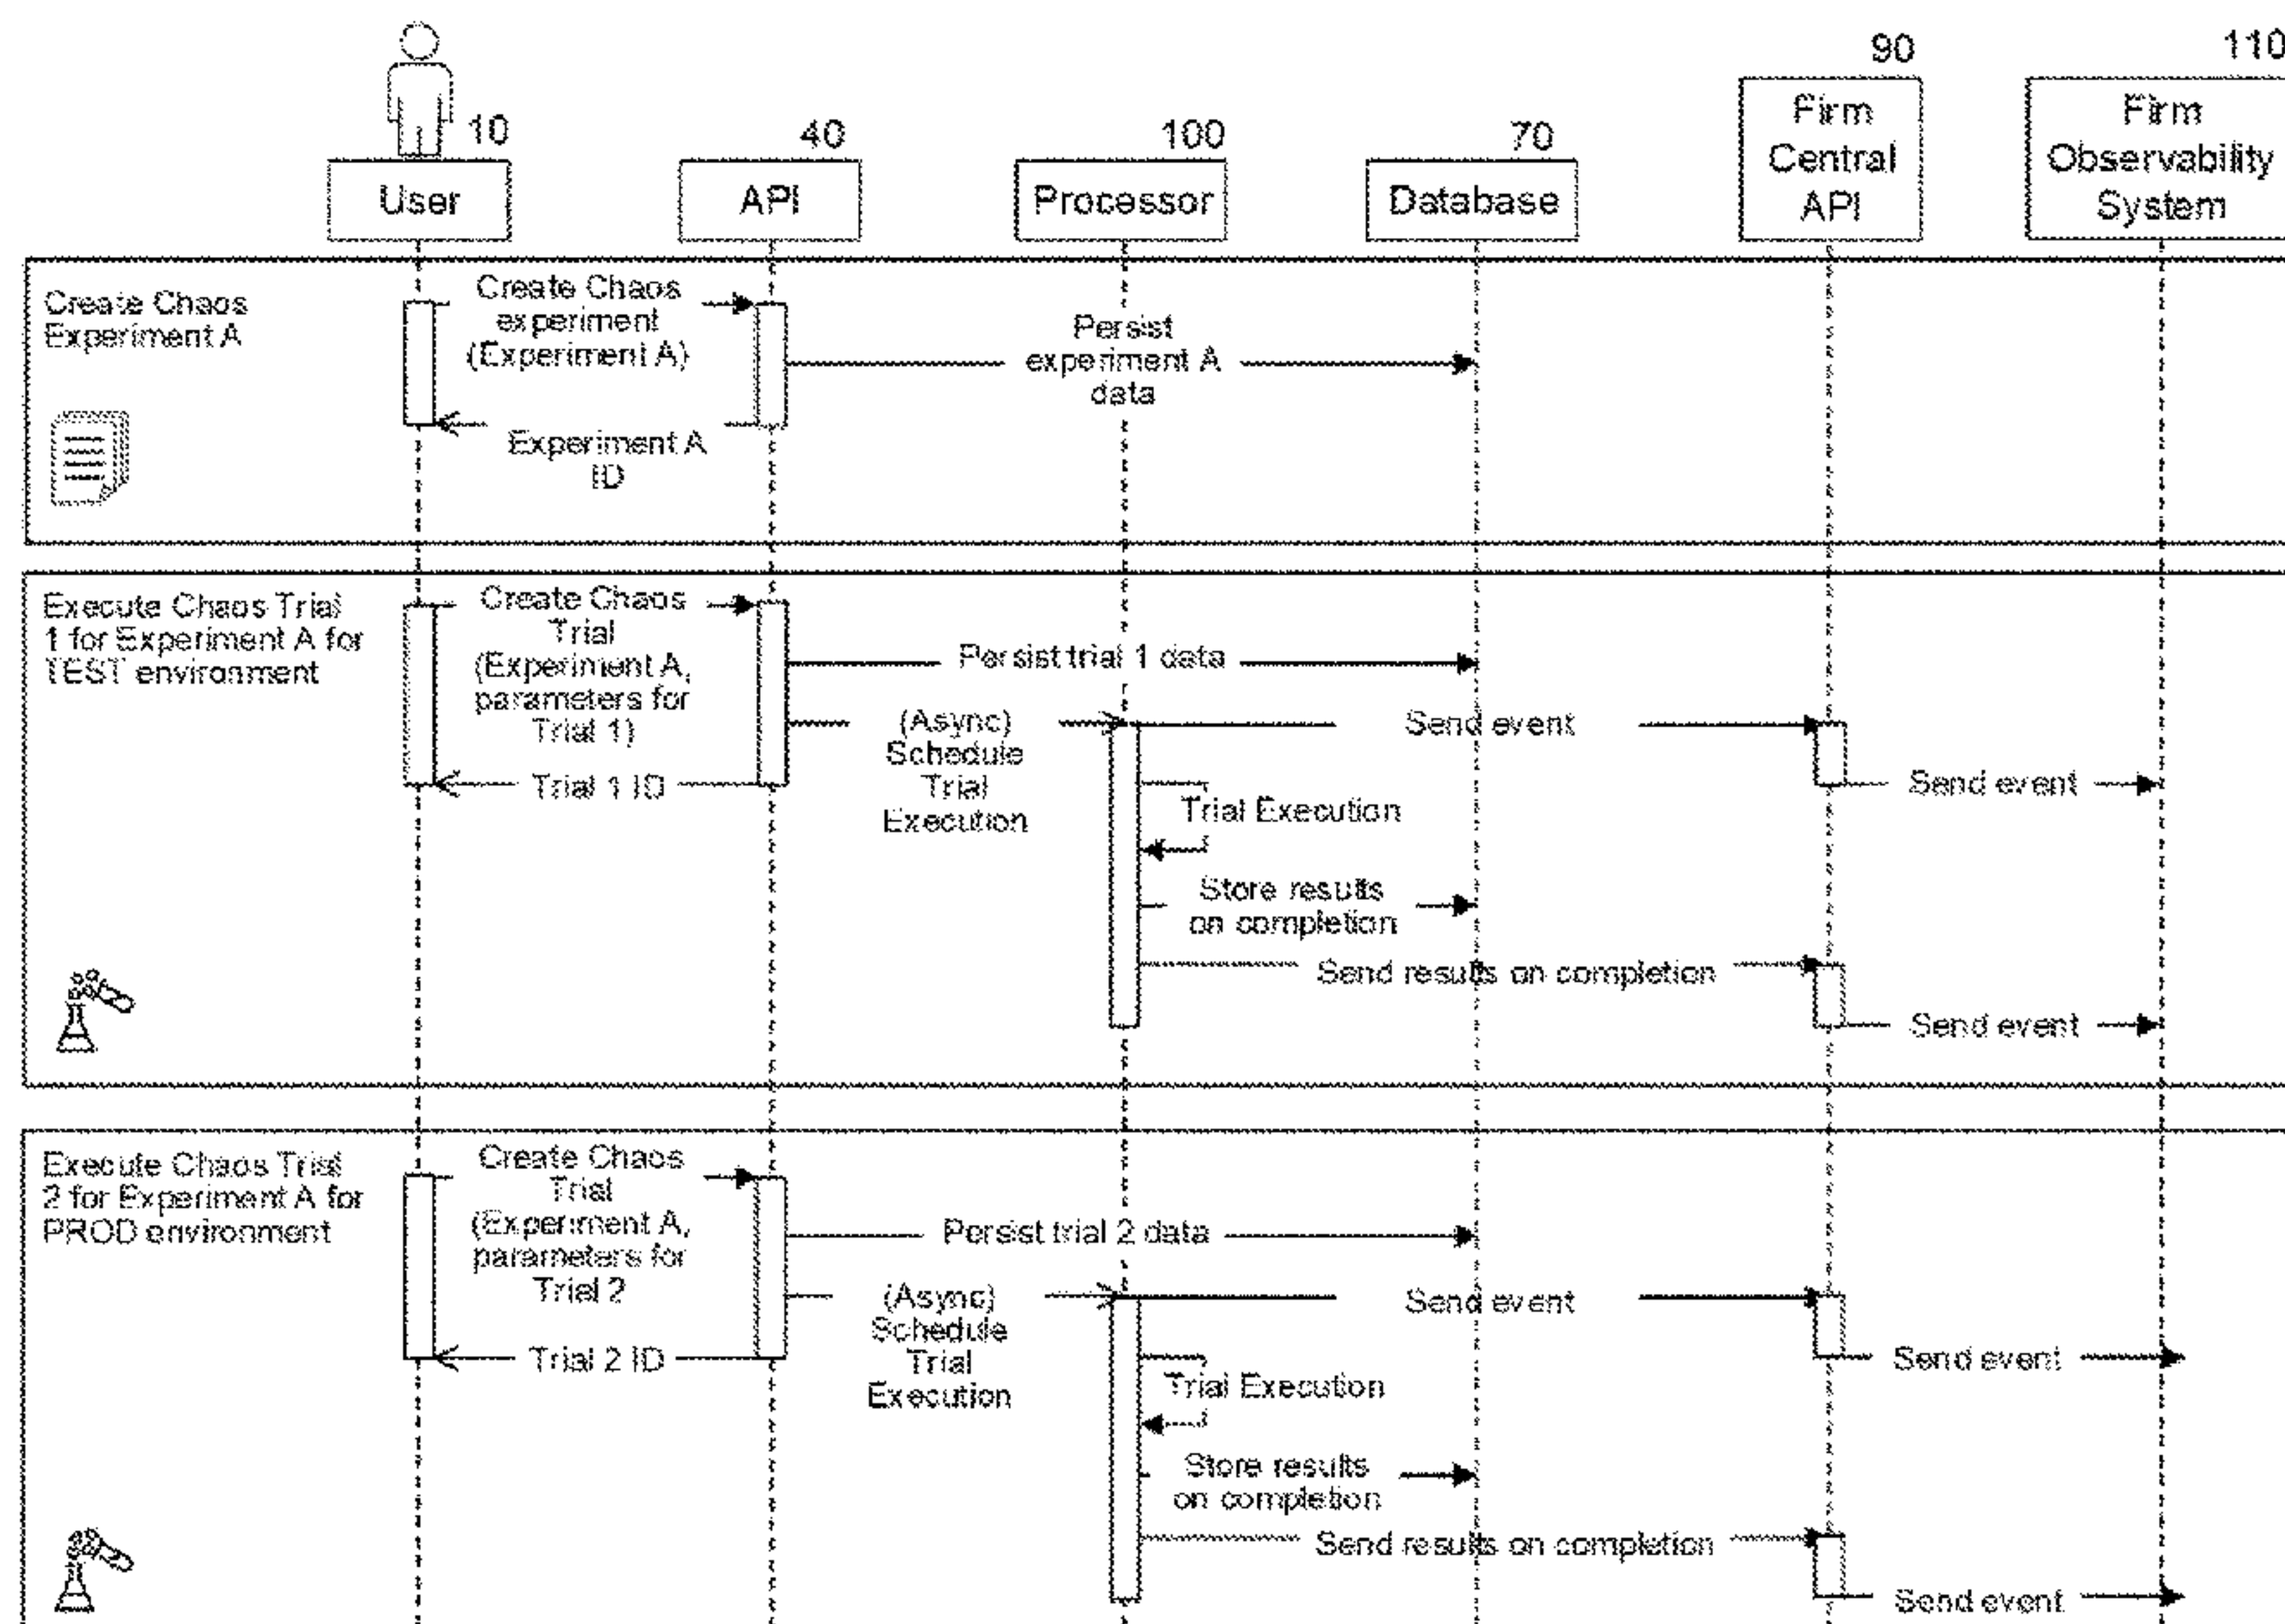 10
40
100
70
90
110
User
API
Processor
Database
Firm
Central
API
Firm
Observability
System
Create Chaos
Experiment A
Create Chaos
experiment
(Experiment A)
Persist
experiment A
data
Experiment A
ID
Execute Chaos Trial
1 for Experiment A for
TEST environment
Create Chaos
Trial
(Experiment A,
parameters for
Trial 1)
Persist trial 1 data
(Async)
Schedule
Trial
Execution
Send event
Trial 1 ID
Send event
Trial Execution
Store results
on completion
Send results on completion
Send event
Execute Chaos Trial
2 for Experiment A for
PROD environment
Create Chaos
Trial
(Experiment A,
parameters for
Trial 2
Persist trial 2 data
(Async)
Schedule
Trial
Execution
Send event
Trial 2 ID
Send event
Trial Execution
Store results
on completion
Send results on completion
Send event